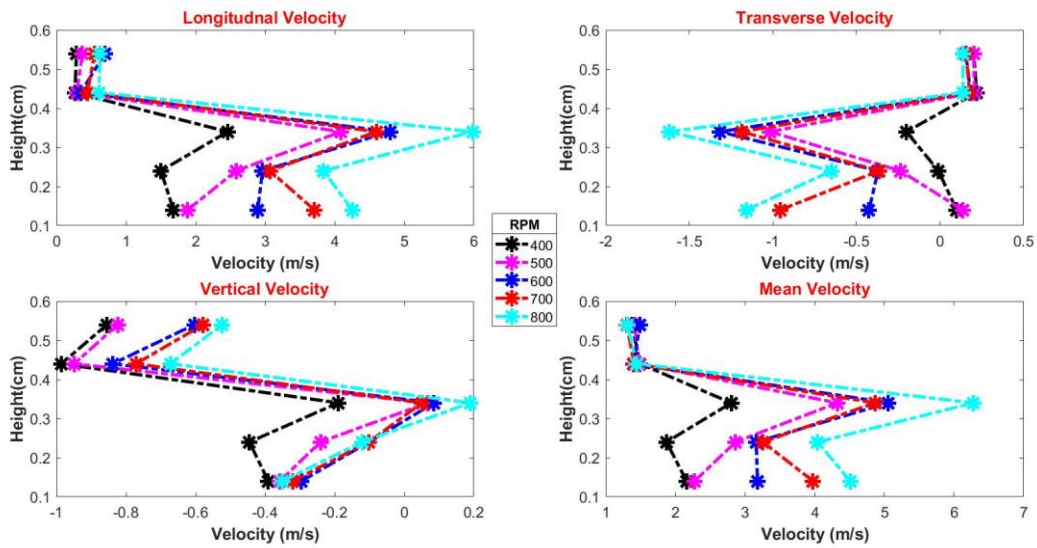 Longitudnal Velocity
0.6
0.5
0.4
0.3
0.2
0.1
Height(cm)
0 1 2 3 4 5 6
Velocity (m/s)
Transverse Velocity
0.6
0.5
0.4
0.3
0.2
0.1
Height(cm)
-2 -1.5 -1 -0.5 0 0.5
Velocity (m/s)
RPM
400
500
600
700
800
Vertical Velocity
0.6
0.5
0.4
0.3
0.2
0.1
Height(cm)
-1 -0.8 -0.6 -0.4 -0.2 0 0.2
Velocity (m/s)
Mean Velocity
0.6
0.5
0.4
0.3
0.2
0.1
Height(cm)
1 2 3 4 5 6 7
Velocity (m/s)